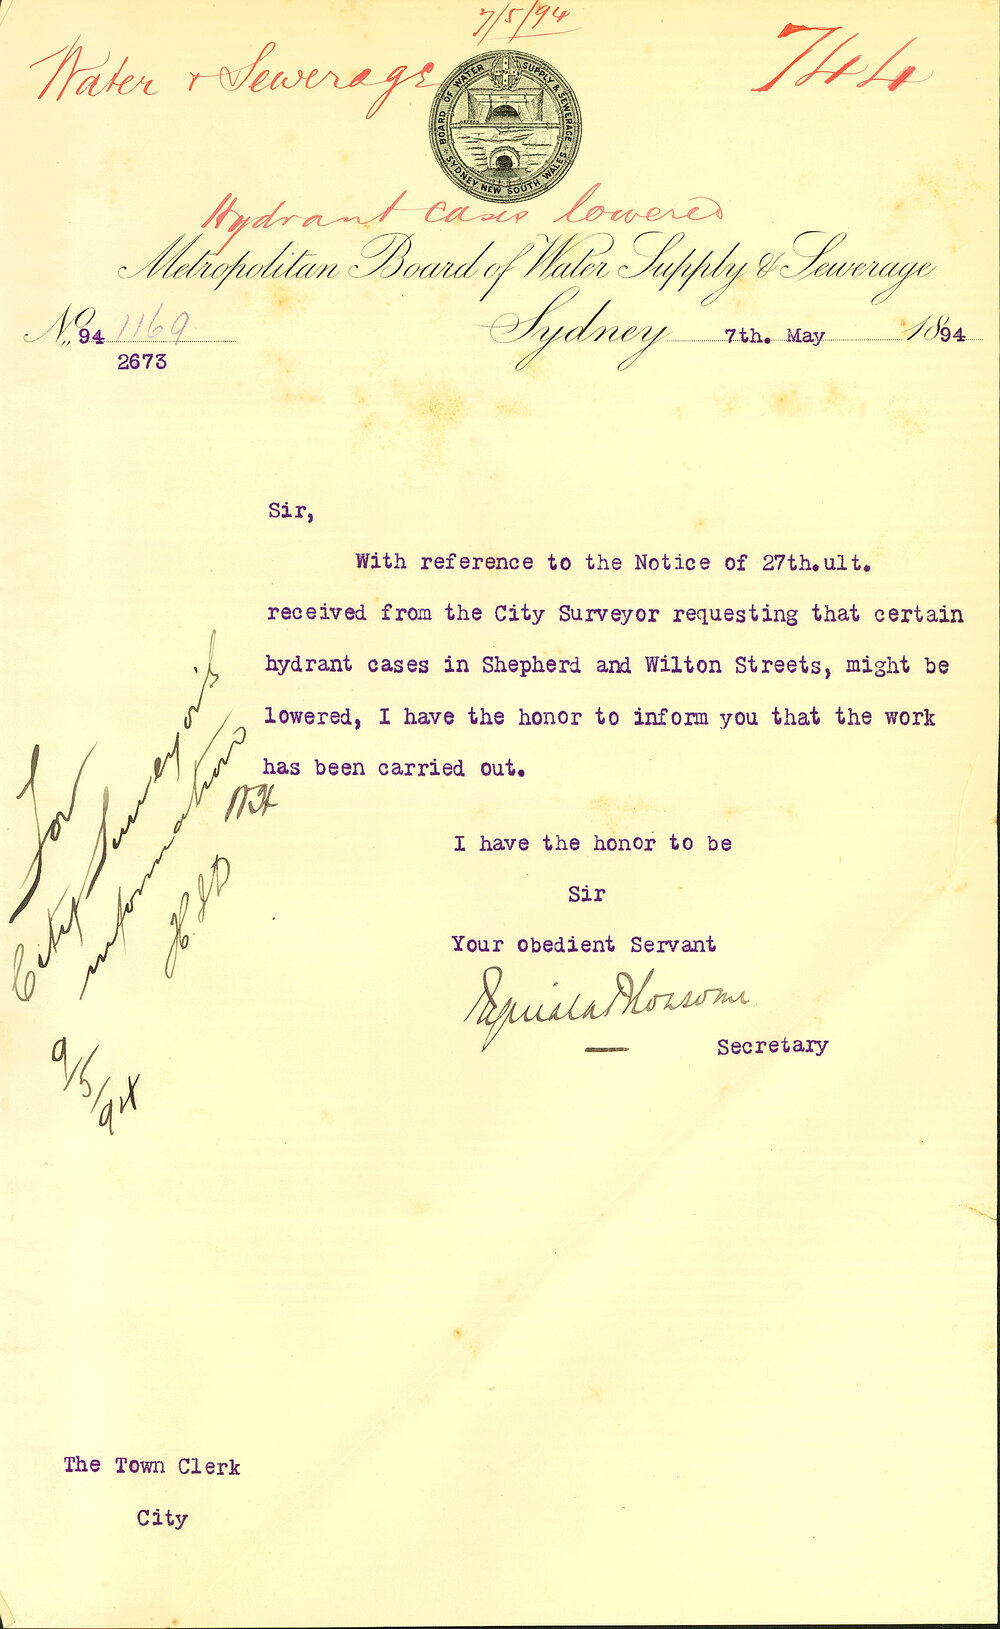 7/5/94
Water & Sewerage
744
BOARD OF WATER SUPPLY & SEWERAGE
SYDNEY NEW SOUTH WALES
Hydrant cases lowered
Metropolitan Board of Water Supply & Sewerage
No. 94 1169
2673
Sydney 7th. May 1894
Sir,
With reference to the Notice of 27th.ult.
received from the City Surveyor requesting that certain
hydrant cases in Shepherd and Wilton Streets, might be
lowered, I have the honor to inform you that the work
has been carried out.
I have the honor to be
Sir
Your obedient Servant
Secretary
For
City Surveyor's
information
9/5/94
The Town Clerk
City